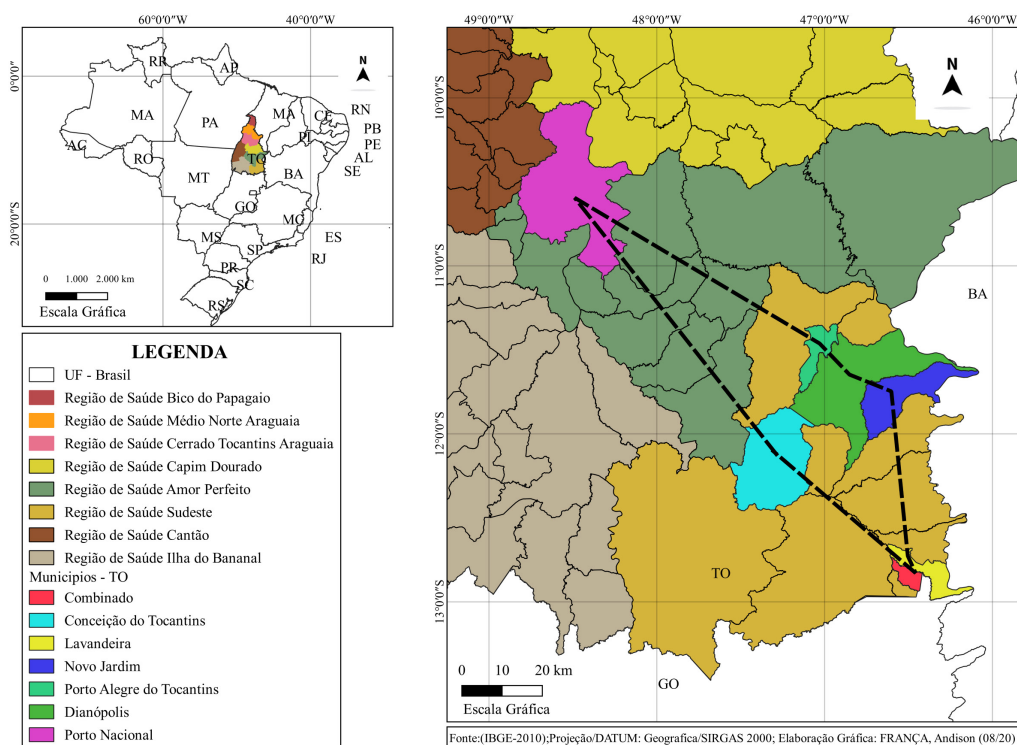 60°0'0"W
40°0'0"W
0°0'0"
20°0'0"S
N
RR
AP
MA
PA
MA
CE
RN
PB
PE
AL
SE
PI
AC
RO
TO
BA
MT
GO
MG
ES
MS
SP
RJ
PR
SC
RS
0
1.000
2.000 km
Escala Gráfica
LEGENDA
UF - Brasil
Região de Saúde Bico do Papagaio
Região de Saúde Médio Norte Araguaia
Região de Saúde Cerrado Tocantins Araguaia
Região de Saúde Capim Dourado
Região de Saúde Amor Perfeito
Região de Saúde Sudeste
Região de Saúde Cantão
Região de Saúde Ilha do Bananal
Municipios - TO
Combinado
Conceição do Tocantins
Lavandeira
Novo Jardim
Porto Alegre do Tocantins
Dianópolis
Porto Nacional
49°0'0"W
48°0'0"W
47°0'0"W
46°0'0"W
10°0'0"S
11°0'0"S
12°0'0"S
13°0'0"S
N
BA
TO
GO
0 10 20 km
Escala Gráfica
Fonte:(IBGE-2010);Projeção/DATUM: Geografica/SIRGAS 2000; Elaboração Gráfica: FRANÇA, Andison (08/20)